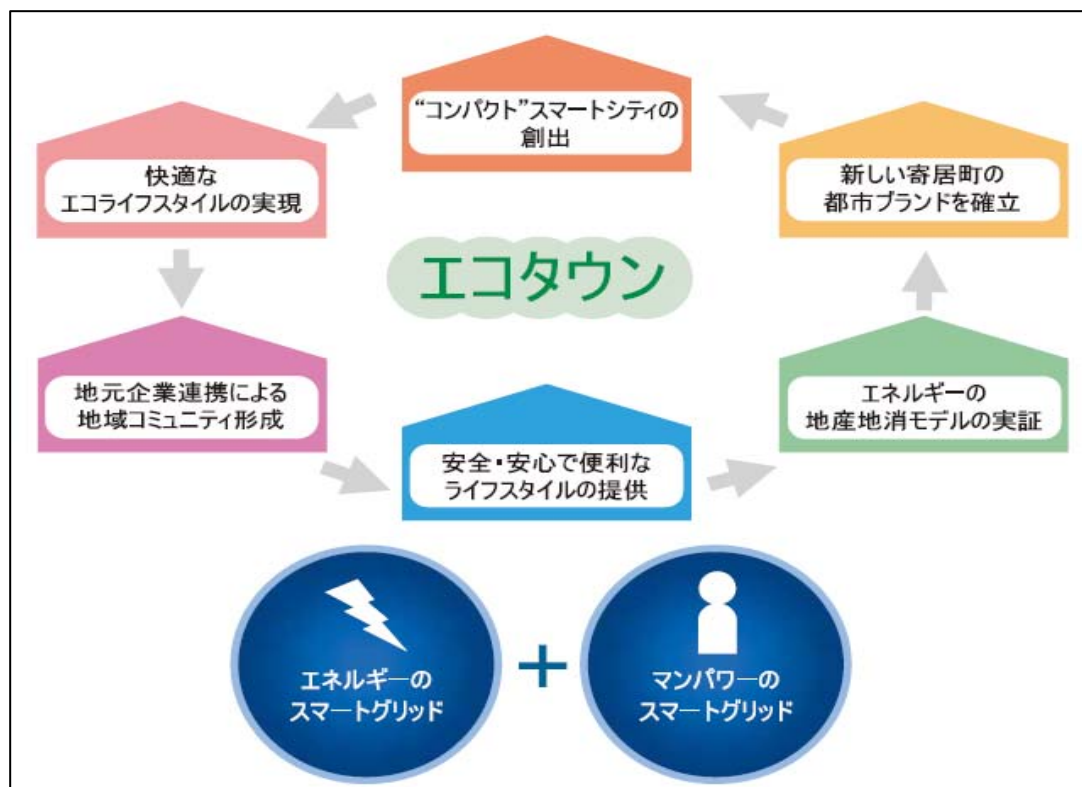 “コンパクト”スマートシティの
創出
快適な
エコライフスタイルの実現
新しい寄居町の
都市ブランドを確立
エコタウン
地元企業連携による
地域コミュニティ形成
エネルギーの
地産地消モデルの実証
安全・安心で便利な
ライフスタイルの提供
エネルギーの
スマートグリッド
+
マンパワーの
スマートグリッド